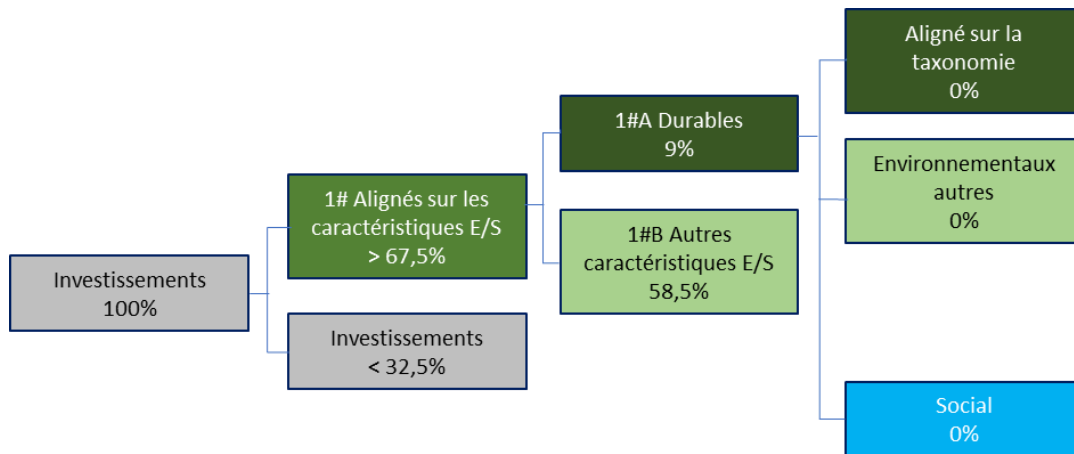 Investissements
100%
1# Alignés sur les
caractéristiques E/S
> 67,5%
Investissements
< 32,5%
1#A Durables
9%
1#B Autres
caractéristiques E/S
58,5%
Aligné sur la
taxonomie
0%
Environnementaux
autres
0%
Social
0%